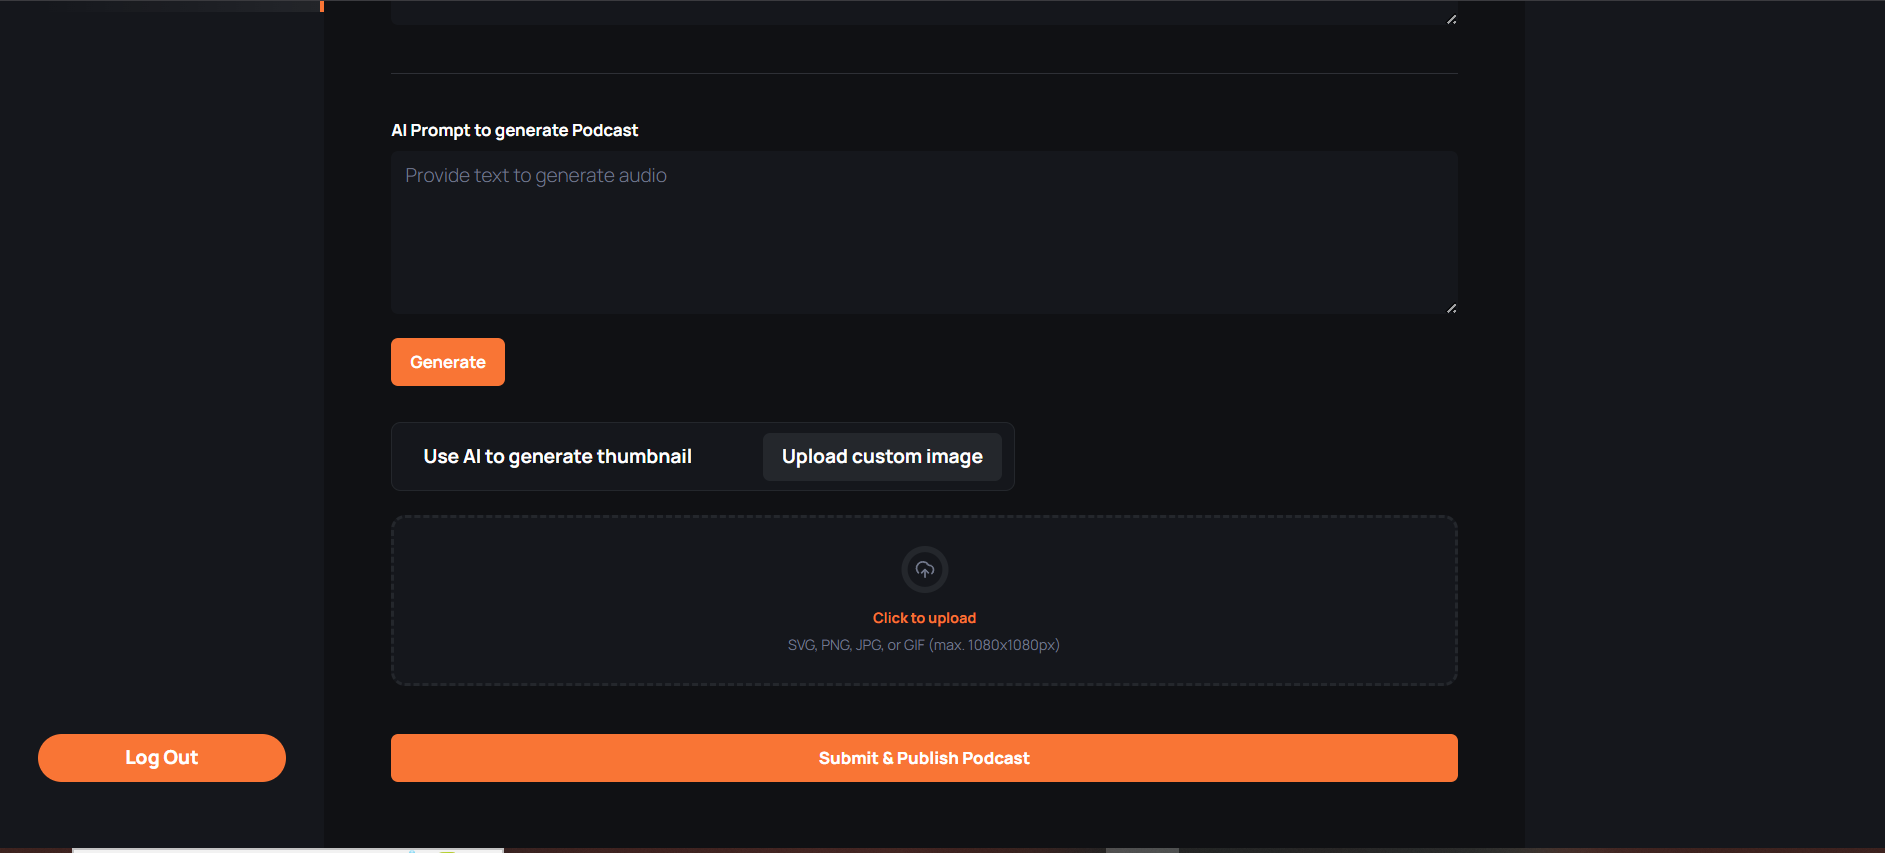 AI Prompt to generate Podcast
Provide text to generate audio
Generate
Use AI to generate thumbnail
Upload custom image
Click to upload
SVG, PNG, JPG, or GIF (max. 1080x1080px)
Log Out
Submit & Publish Podcast